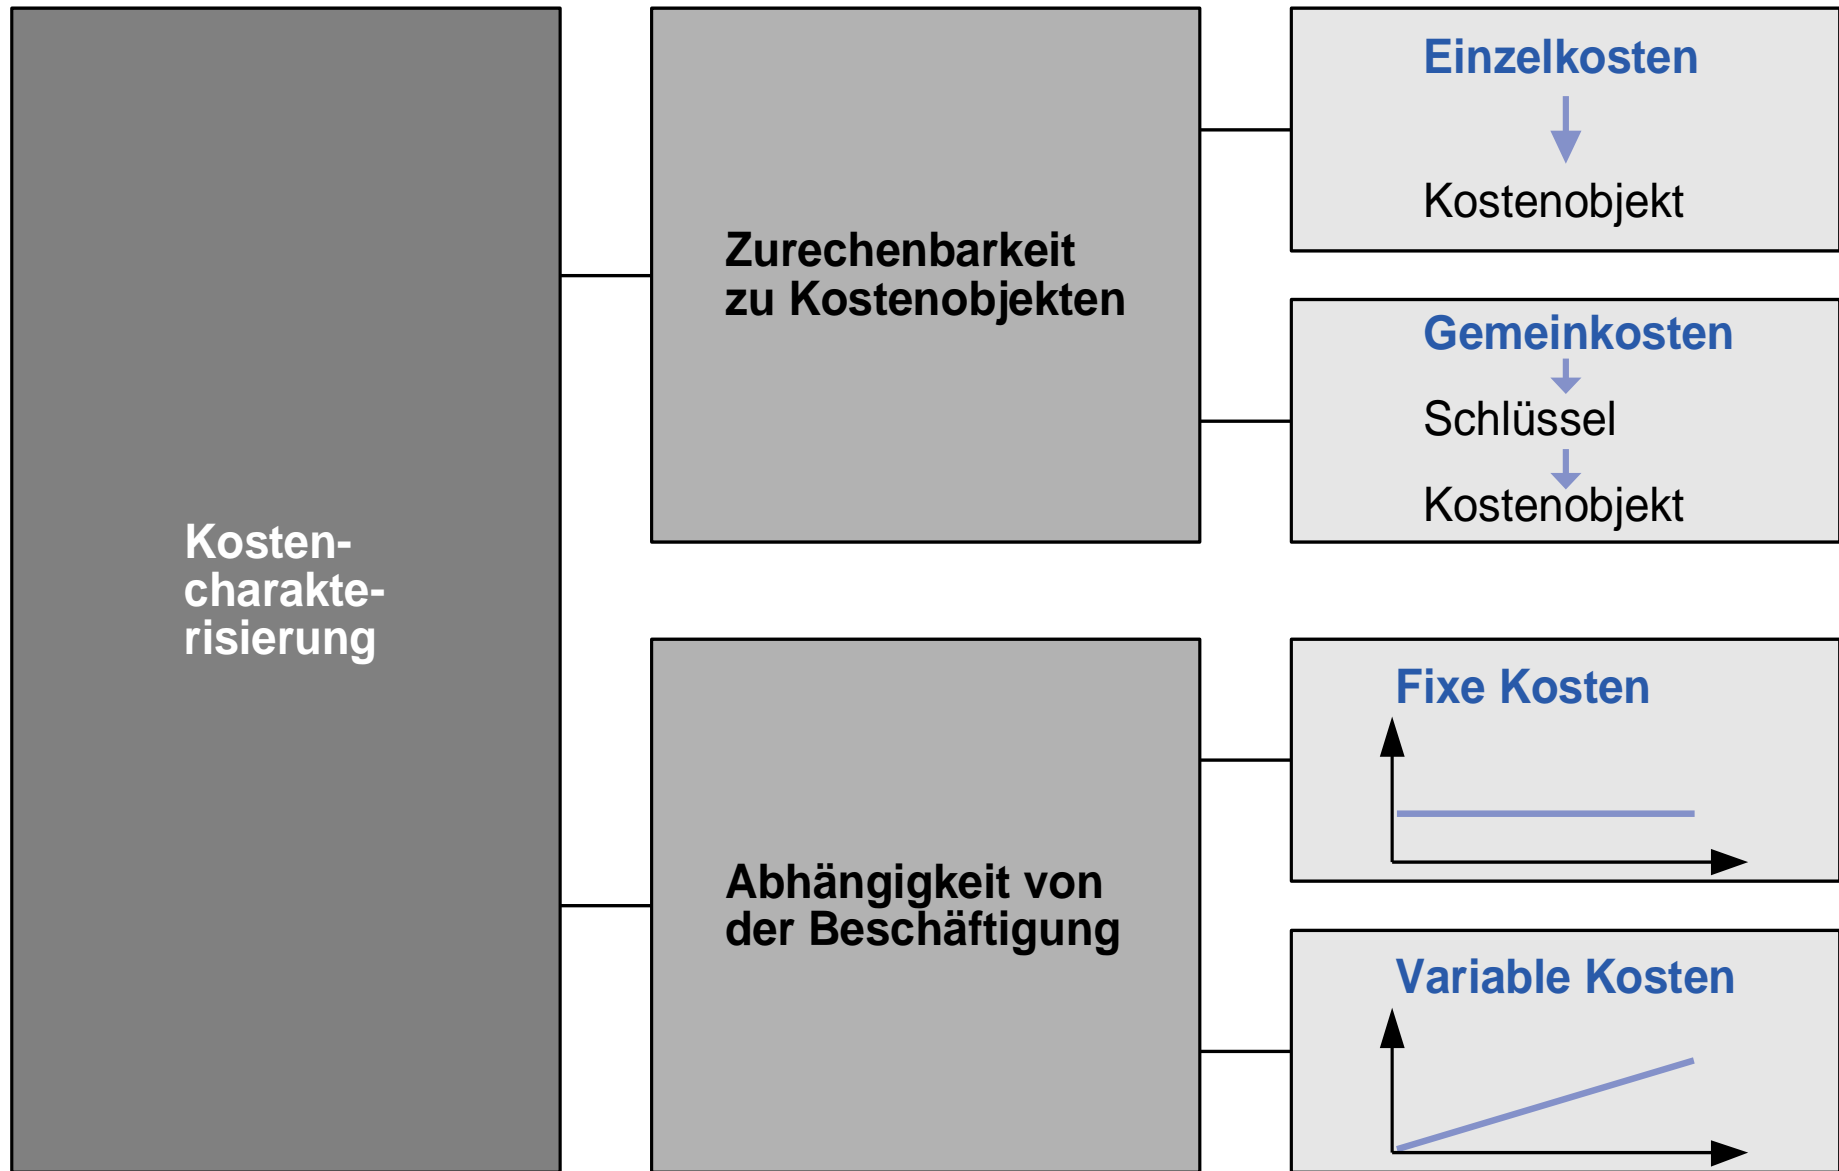 Kosten-
charakte-
risierung
Zurechenbarkeit
zu Kostenobjekten
Einzelkosten
Kostenobjekt
Gemeinkosten
Schlüssel
Kostenobjekt
Abhängigkeit von
der Beschäftigung
Fixe Kosten
Variable Kosten